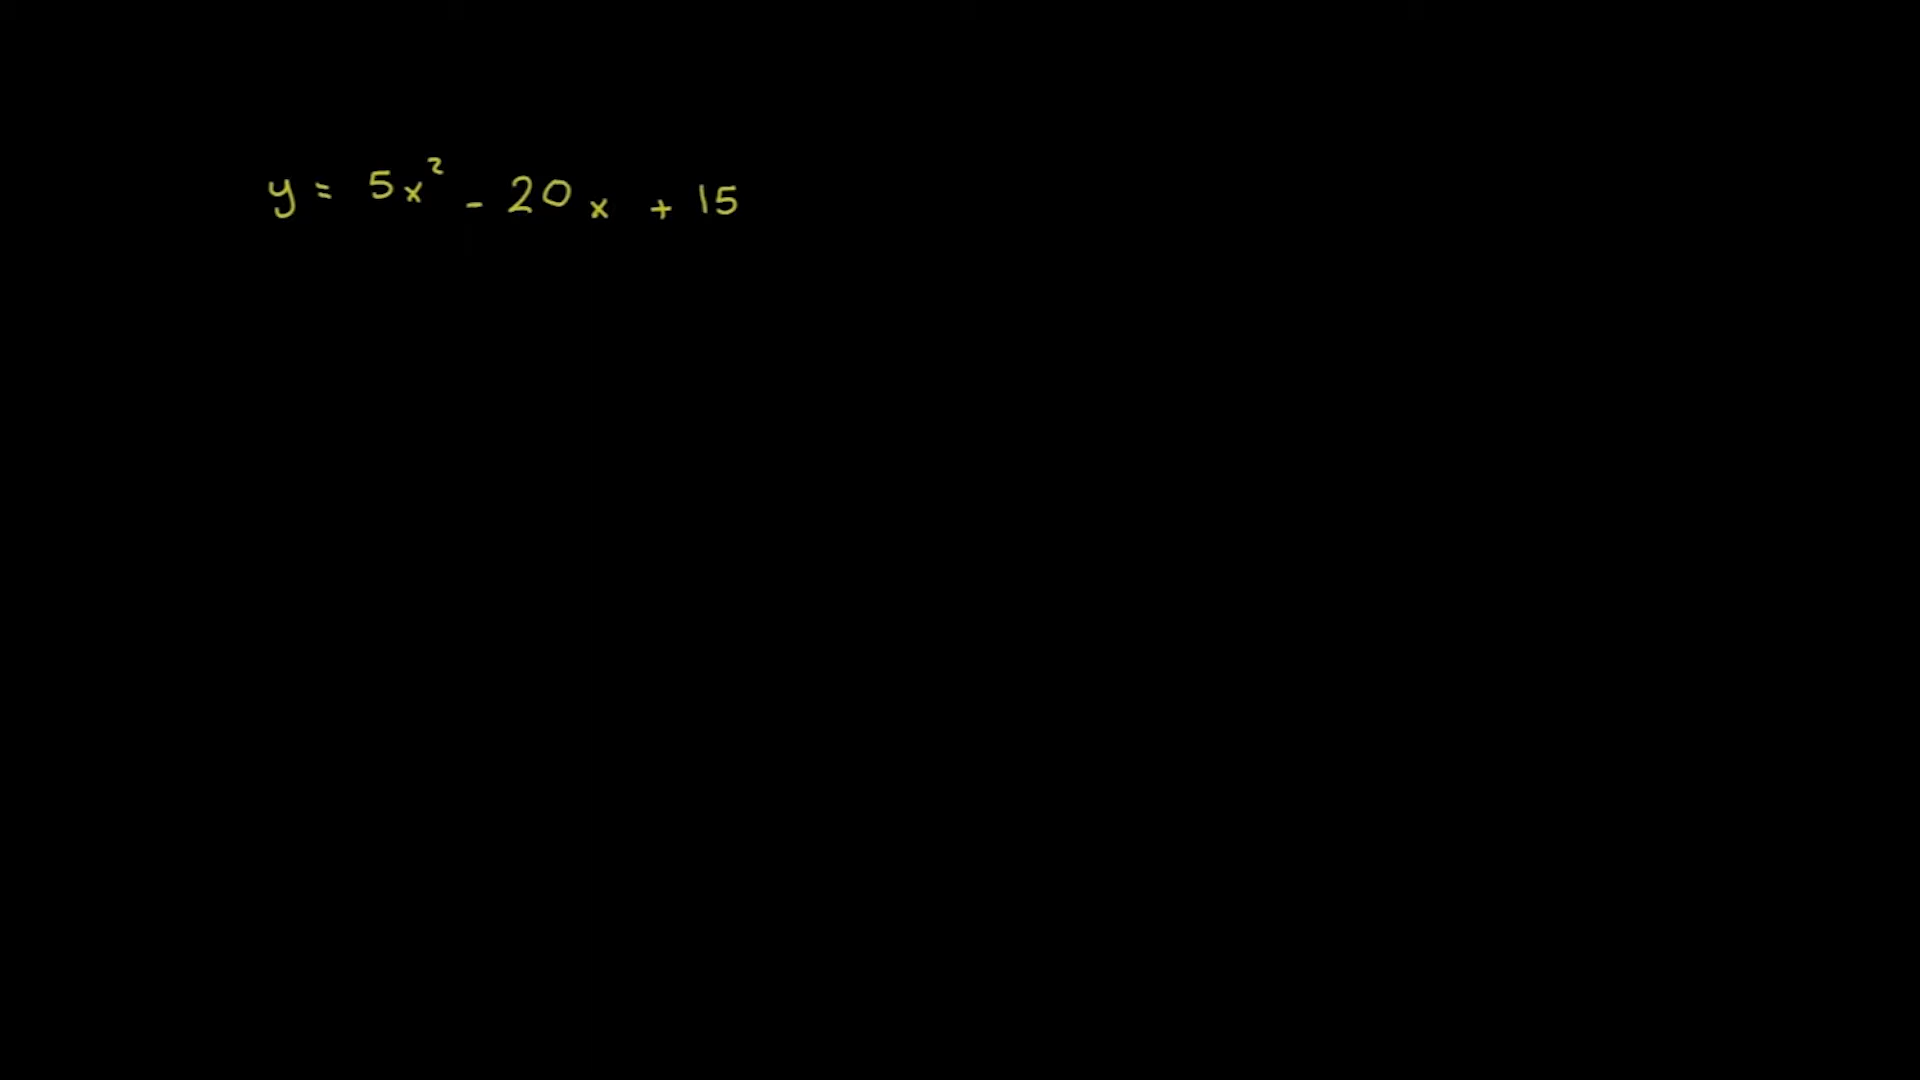 y = 5x² - 20x + 15